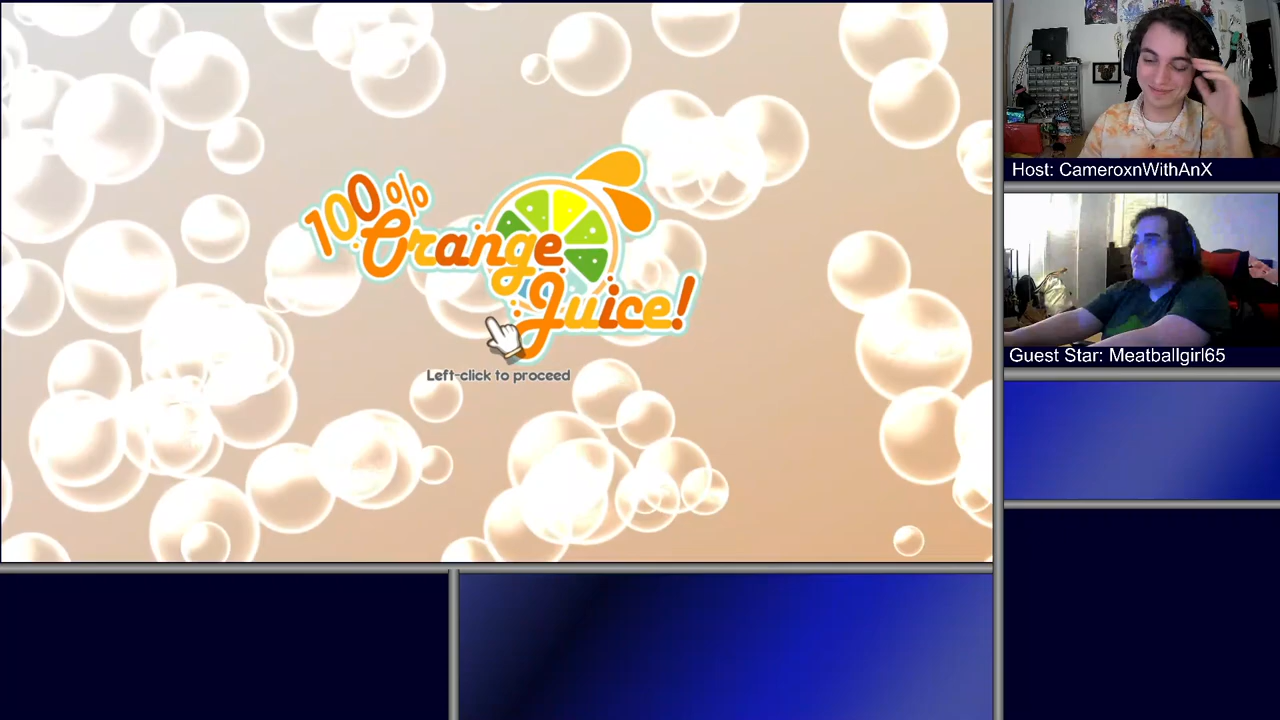 100%
Orange
Juice!
Left-click to proceed
Host: CameroxnWithAnX
Guest Star: Meatballgirl65